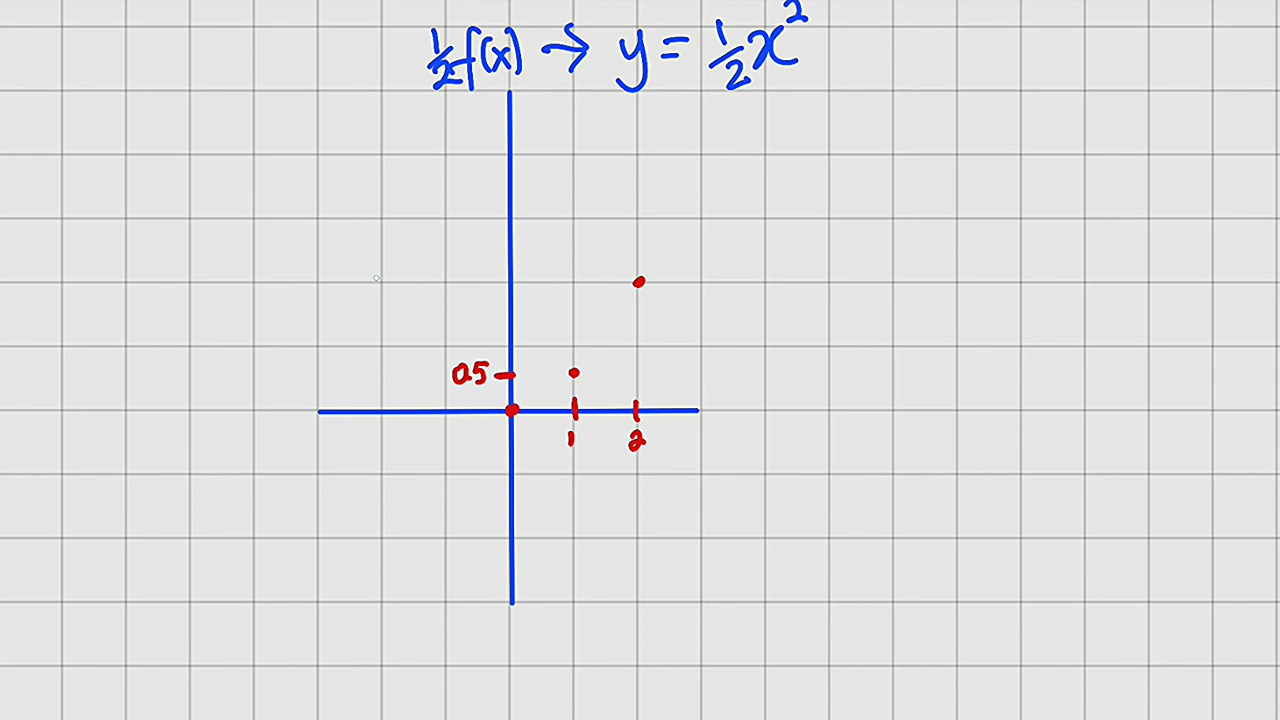 ½f(x) → y = ½x²
0.5
1 2